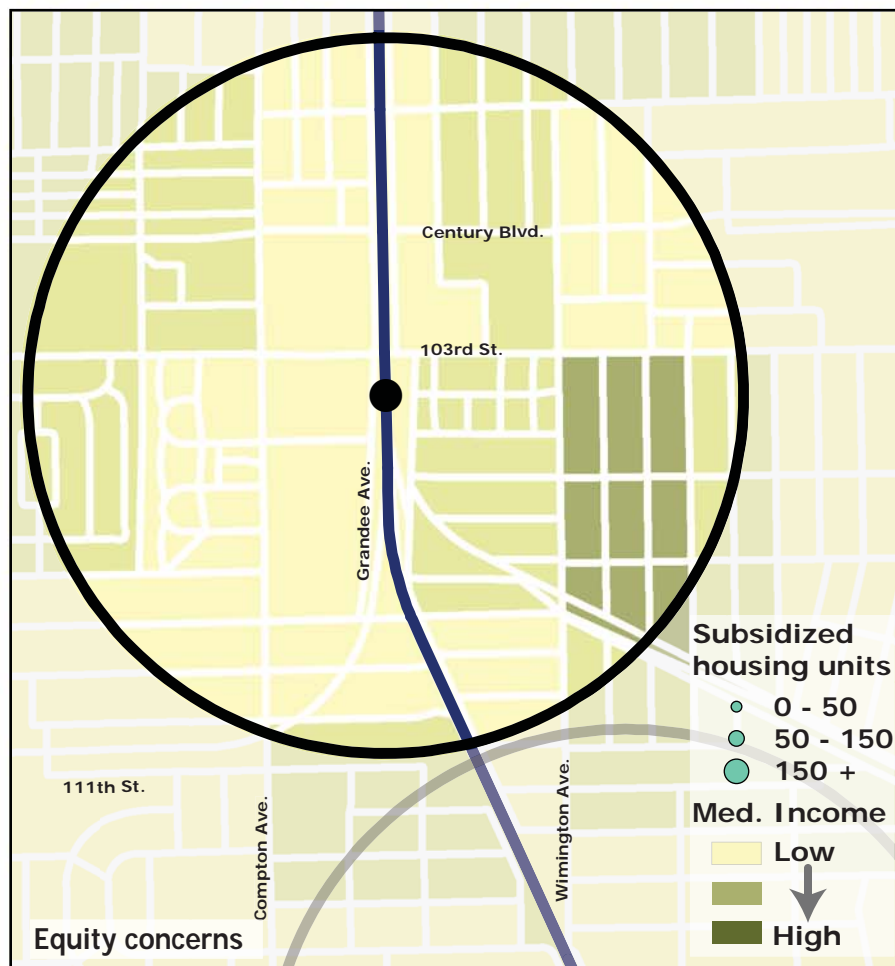 Century Blvd.
103rd St.
Grandee Ave.
111th St.
Compton Ave.
Wimington Ave.
Subsidized
housing units
0 - 50
50 - 150
150 +
Med. Income
Low
High
Equity concerns